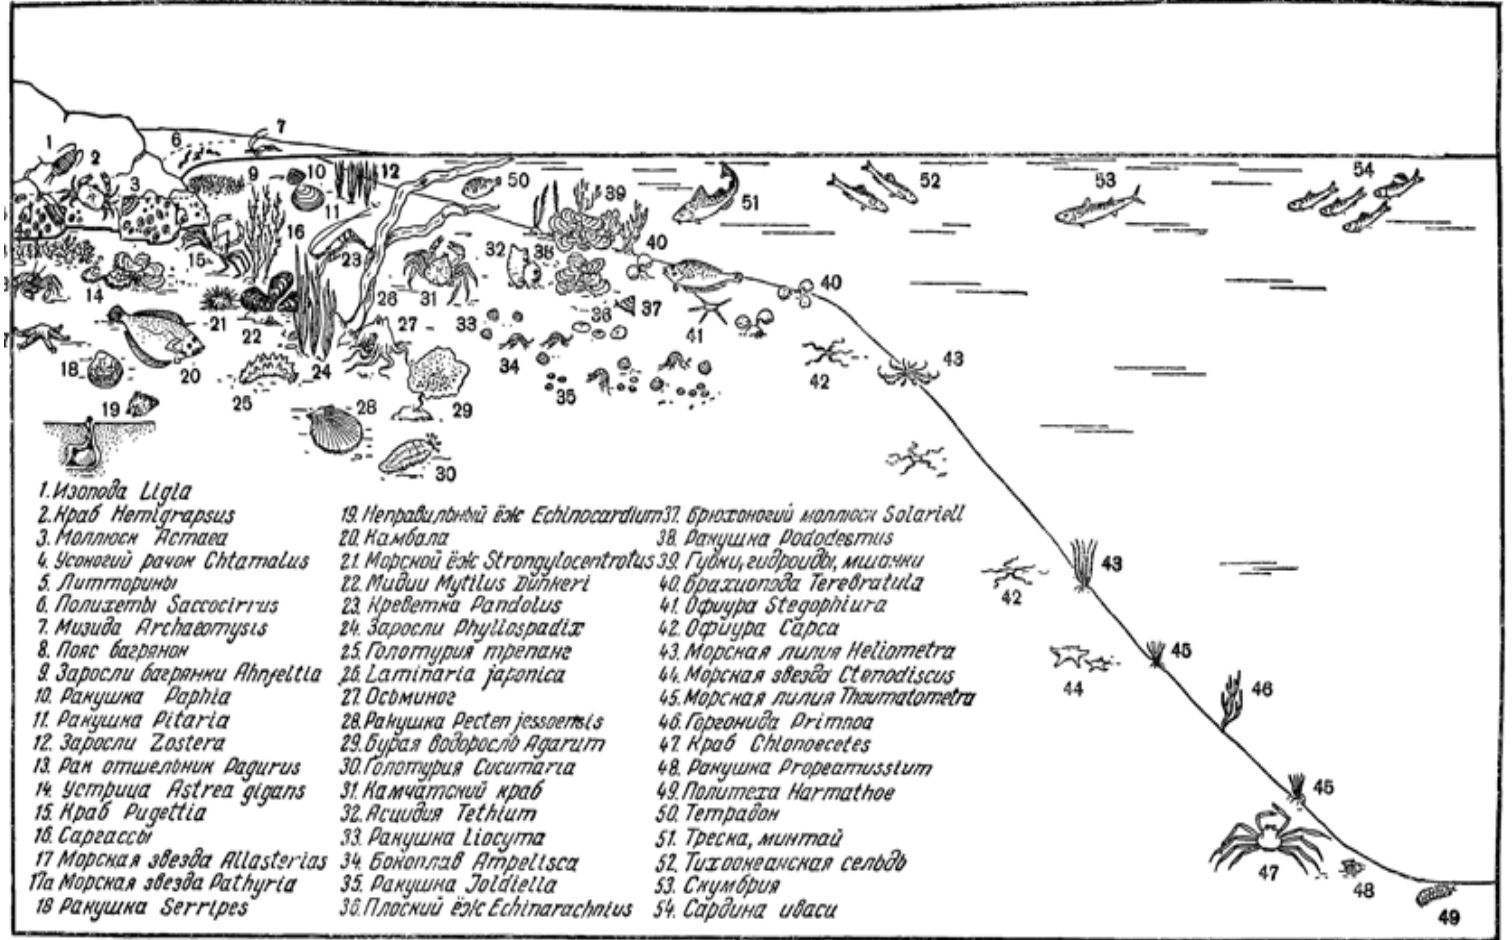 1. Изопода Ligia
2. Краб Hemigrapsus
3. Моллюск Acmaea
4. Усоногий рачок Chtamalus
5. Литторины
6. Полихеты Saccocirrus
7. Мизида Archaeomysis
8. Пояс багрянок
9. Заросли багрянки Ahnfeltia
10. Ракушка Paphia
11. Ракушка Pitaria
12. Заросли Zostera
13. Рак отшельник Pagurus
14. Устрица Astrea gigans
15. Краб Pugettia
16. Саргассы
17 Морская звезда Allasterias
17а Морская звезда Pathyria
18 Ракушка Serripes
19. Неправильный ёж Echinocardium
20. Камбала
21. Морской ёж Strongylocentrotus
22. Мидии Mytilus Dunkeri
23. Креветка Pandolus
24. Заросли Phyllospadix
25. Голотурия трепанг
26. Laminaria japonica
27. Осьминог
28. Ракушка Pecten jessoensis
29. Бурая водоросль Agarum
30. Голотурия Cucumaria
31. Камчатский краб
32. Асцидия Tethium
33. Ракушка Liocyma
34. Бокоплав Ampelisca
35. Ракушка Joldiella
36. Плоский ёж Echinarachnius
37. Брюхоногий моллюск Solariell
38. Ракушка Pododesmus
39. Губки, гидроиды, мшанки
40. Брахиопода Terebratula
41. Офиура Stegophiura
42. Офиура Capca
43. Морская лилия Heliometra
44. Морская звезда Ctenodiscus
45. Морская лилия Thaumatometra
46. Горгонида Primnoa
47. Краб Chionoecetes
48. Ракушка Propeamussium
49. Политеха Harmathoe
50. Тетрадон
51. Треска, минтай
52. Тихоокеанская сельдь
53. Скумбрия
54. Сардина иваси
1
2
3
4
6
7
9
10
11
12
14
15
16
18
19
20
21
22
23
24
25
26
27
28
29
30
31
32
33
34
35
36
37
38
39
40
40
41
42
42
43
43
44
45
45
46
47
48
49
50
51
52
53
54